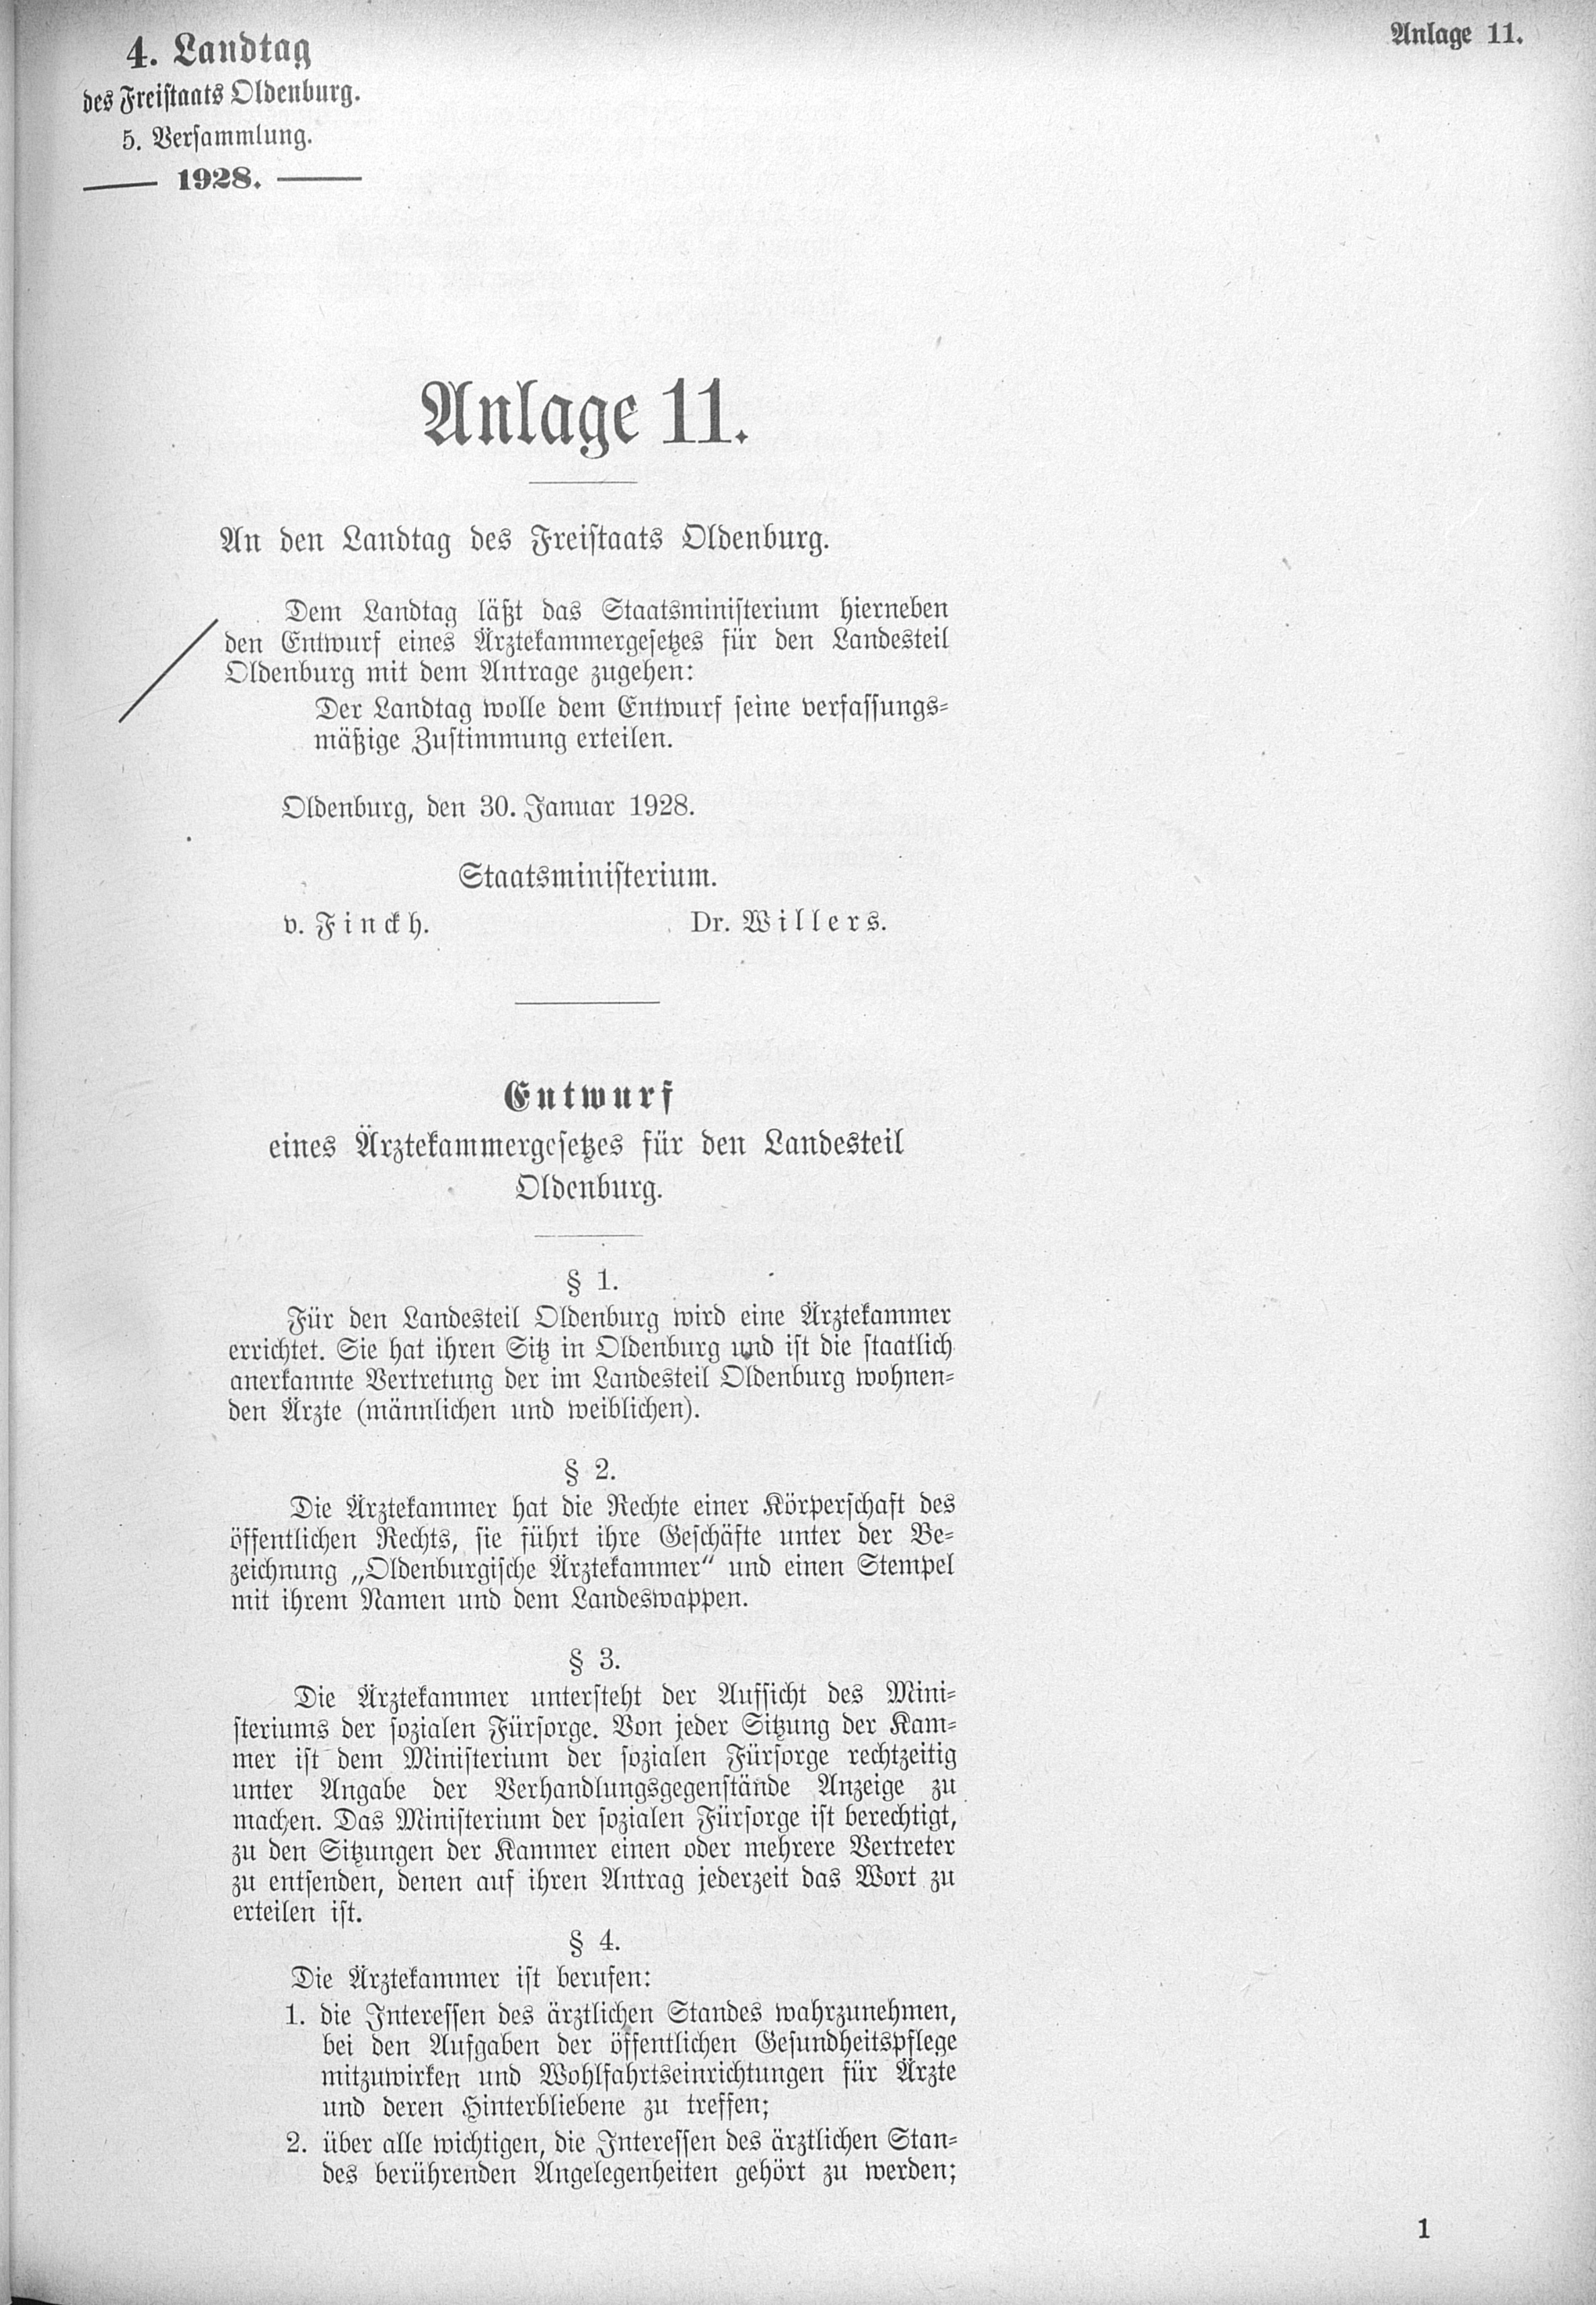 4. Landtag
des Freistaats Oldenburg.
5. Versammlung.
1928.
Anlage 11.
Anlage 11.
An den Landtag des Freistaats Oldenburg.
Dem Landtag läßt das Staatsministerium hierneben
den Entwurf eines Ärztekammergesetzes für den Landesteil
Oldenburg mit dem Antrage zugehen:
Der Landtag wolle dem Entwurf seine verfassungs-
mäßige Zustimmung erteilen.
Oldenburg, den 30. Januar 1928.
Staatsministerium.
v. Finckh. Dr. Willers.
Entwurf
eines Ärztekammergesetzes für den Landesteil
Oldenburg.
§ 1.
Für den Landesteil Oldenburg wird eine Ärztekammer
errichtet. Sie hat ihren Sitz in Oldenburg und ist die staatlich
anerkannte Vertretung der im Landesteil Oldenburg wohnen-
den Ärzte (männlichen und weiblichen).
§ 2.
Die Ärztekammer hat die Rechte einer Körperschaft des
öffentlichen Rechts, sie führt ihre Geschäfte unter der Be-
zeichnung „Oldenburgische Ärztekammer“ und einen Stempel
mit ihrem Namen und dem Landeswappen.
§ 3.
Die Ärztekammer untersteht der Aufsicht des Mini-
steriums der sozialen Fürsorge. Von jeder Sitzung der Kam-
mer ist dem Ministerium der sozialen Fürsorge rechtzeitig
unter Angabe der Verhandlungsgegenstände Anzeige zu
machen. Das Ministerium der sozialen Fürsorge ist berechtigt,
zu den Sitzungen der Kammer einen oder mehrere Vertreter
zu entsenden, denen auf ihren Antrag jederzeit das Wort zu
erteilen ist.
§ 4.
Die Ärztekammer ist berufen:
1. die Interessen des ärztlichen Standes wahrzunehmen,
bei den Aufgaben der öffentlichen Gesundheitspflege
mitzuwirken und Wohlfahrtseinrichtungen für Ärzte
und deren Hinterbliebene zu treffen;
2. über alle wichtigen, die Interessen des ärztlichen Stan-
des berührenden Angelegenheiten gehört zu werden;
1